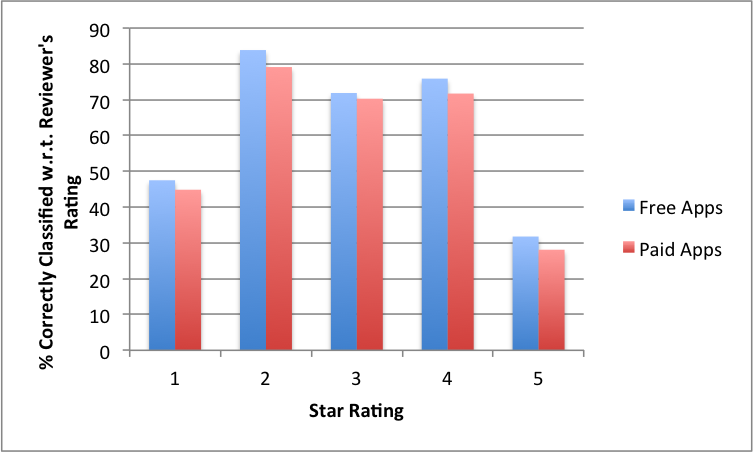 % Correctly Classified w.r.t. Reviewer's
Rating
90
80
70
60
50
40
30
20
10
0
1 2 3 4 5
Star Rating
Free Apps
Paid Apps